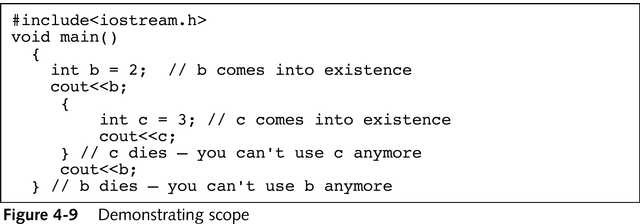 #include<iostream.h>
void main()
{
int b = 2;  // b comes into existence
cout<<b;
{
int c = 3; // c comes into existence
cout<<c;
} // c dies – you can't use c anymore
cout<<b;
} // b dies – you can't use b anymore
Figure 4-9 Demonstrating scope